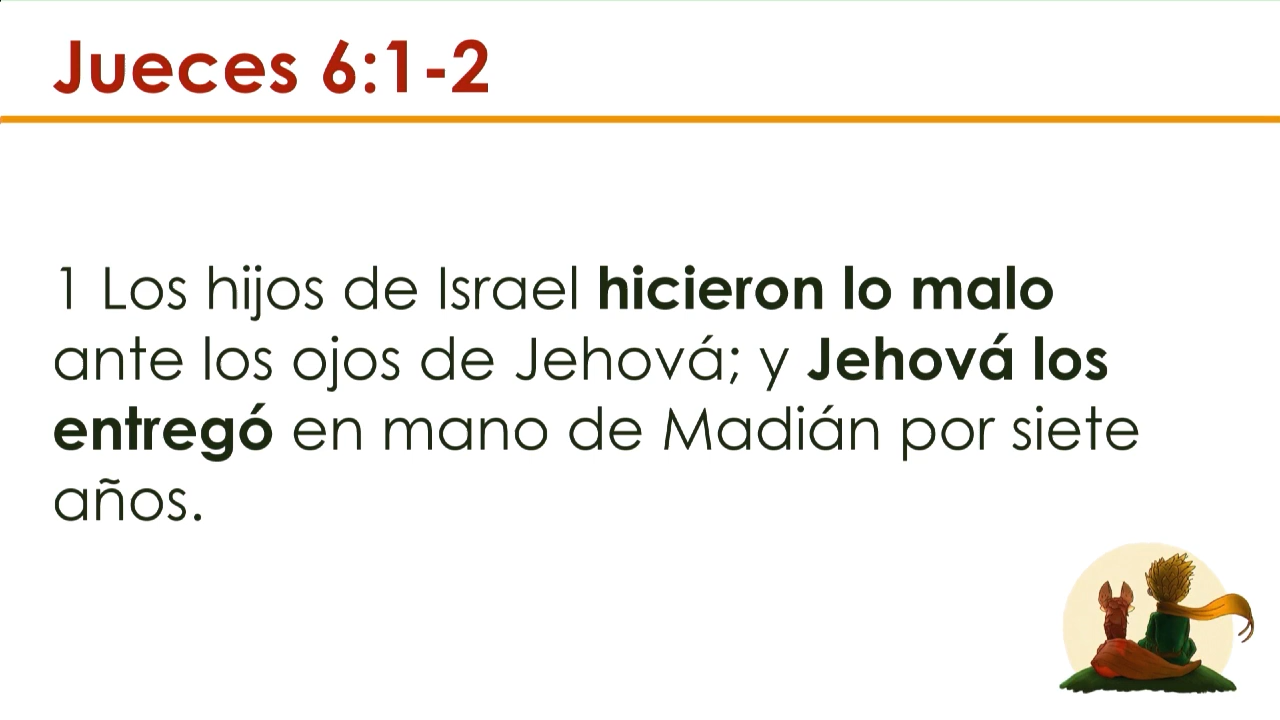 Jueces 6:1-2
1 Los hijos de Israel hicieron lo malo
ante los ojos de Jehová; y Jehová los
entregó en mano de Madián por siete
años.